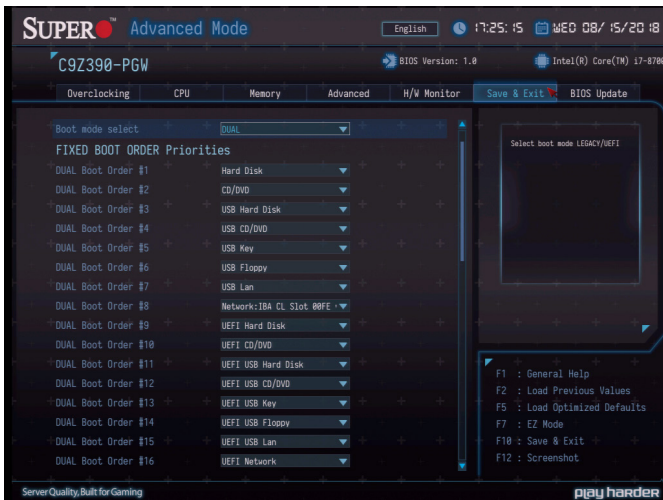 SUPER™ Advanced Mode
English
17:25:15
WED 08/15/2018
C9Z390-PGW
BIOS Version: 1.0
Intel(R) Core(TM) i7-870
Overclocking CPU Memory Advanced H/W Monitor Save & Exit BIOS Update
Boot mode select DUAL
FIXED BOOT ORDER Priorities
DUAL Boot Order #1 Hard Disk
DUAL Boot Order #2 CD/DVD
DUAL Boot Order #3 USB Hard Disk
DUAL Boot Order #4 USB CD/DVD
DUAL Boot Order #5 USB Key
DUAL Boot Order #6 USB Floppy
DUAL Boot Order #7 USB Lan
DUAL Boot Order #8 Network:IBA CL Slot 00FE
DUAL Boot Order #9 UEFI Hard Disk
DUAL Boot Order #10 UEFI CD/DVD
DUAL Boot Order #11 UEFI USB Hard Disk
DUAL Boot Order #12 UEFI USB CD/DVD
DUAL Boot Order #13 UEFI USB Key
DUAL Boot Order #14 UEFI USB Floppy
DUAL Boot Order #15 UEFI USB Lan
DUAL Boot Order #16 UEFI Network
Select boot mode LEGACY/UEFI
F1 : General Help
F2 : Load Previous Values
F5 : Load Optimized Defaults
F7 : EZ Mode
F10 : Save & Exit
F12 : Screenshot
Server Quality, Built for Gaming
play harder